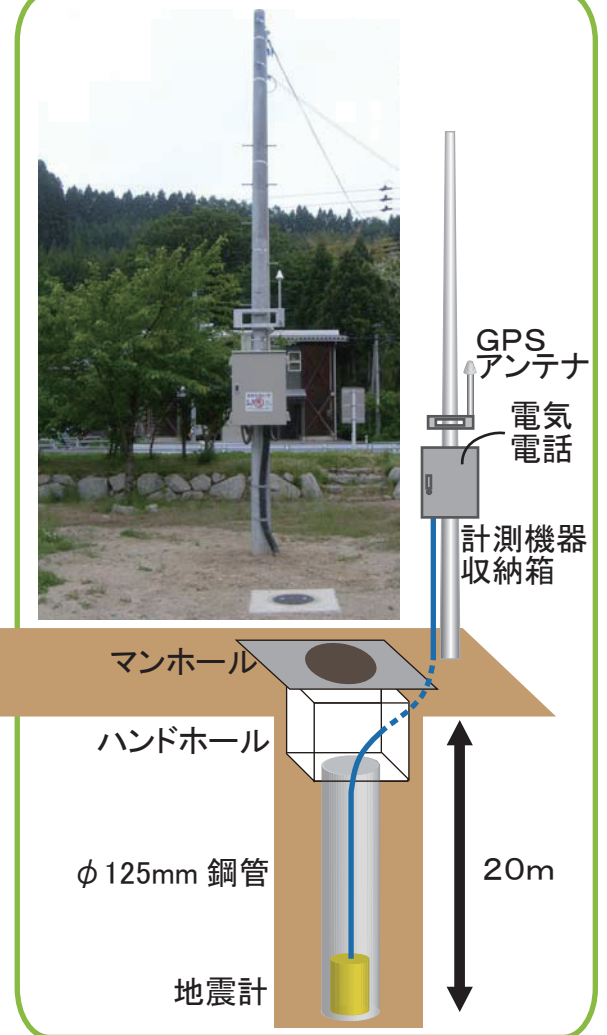 GPS
アンテナ
電気
電話
計測機器
収納箱
マンホール
ハンドホール
φ125mm 鋼管
20m
地震計